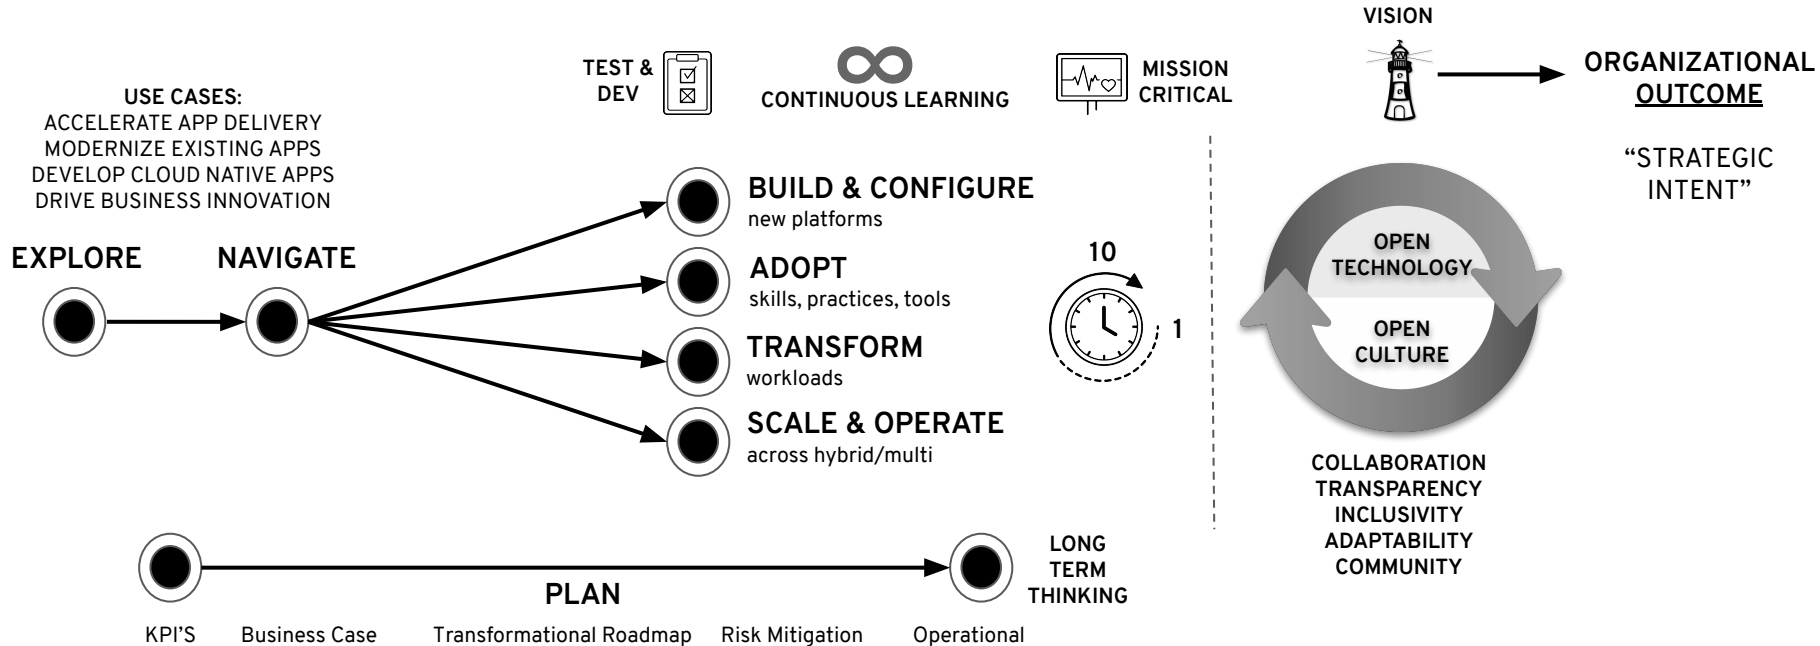 VISION
TEST &
DEV
CONTINUOUS LEARNING
MISSION
CRITICAL
ORGANIZATIONAL
OUTCOME
“STRATEGIC
INTENT”
USE CASES:
ACCELERATE APP DELIVERY
MODERNIZE EXISTING APPS
DEVELOP CLOUD NATIVE APPS
DRIVE BUSINESS INNOVATION
EXPLORE
NAVIGATE
BUILD & CONFIGURE
new platforms
ADOPT
skills, practices, tools
TRANSFORM
workloads
SCALE & OPERATE
across hybrid/multi
10
1
OPEN
TECHNOLOGY
OPEN
CULTURE
COLLABORATION
TRANSPARENCY
INCLUSIVITY
ADAPTABILITY
COMMUNITY
LONG
TERM
THINKING
PLAN
KPI'S
Business Case
Transformational Roadmap
Risk Mitigation
Operational